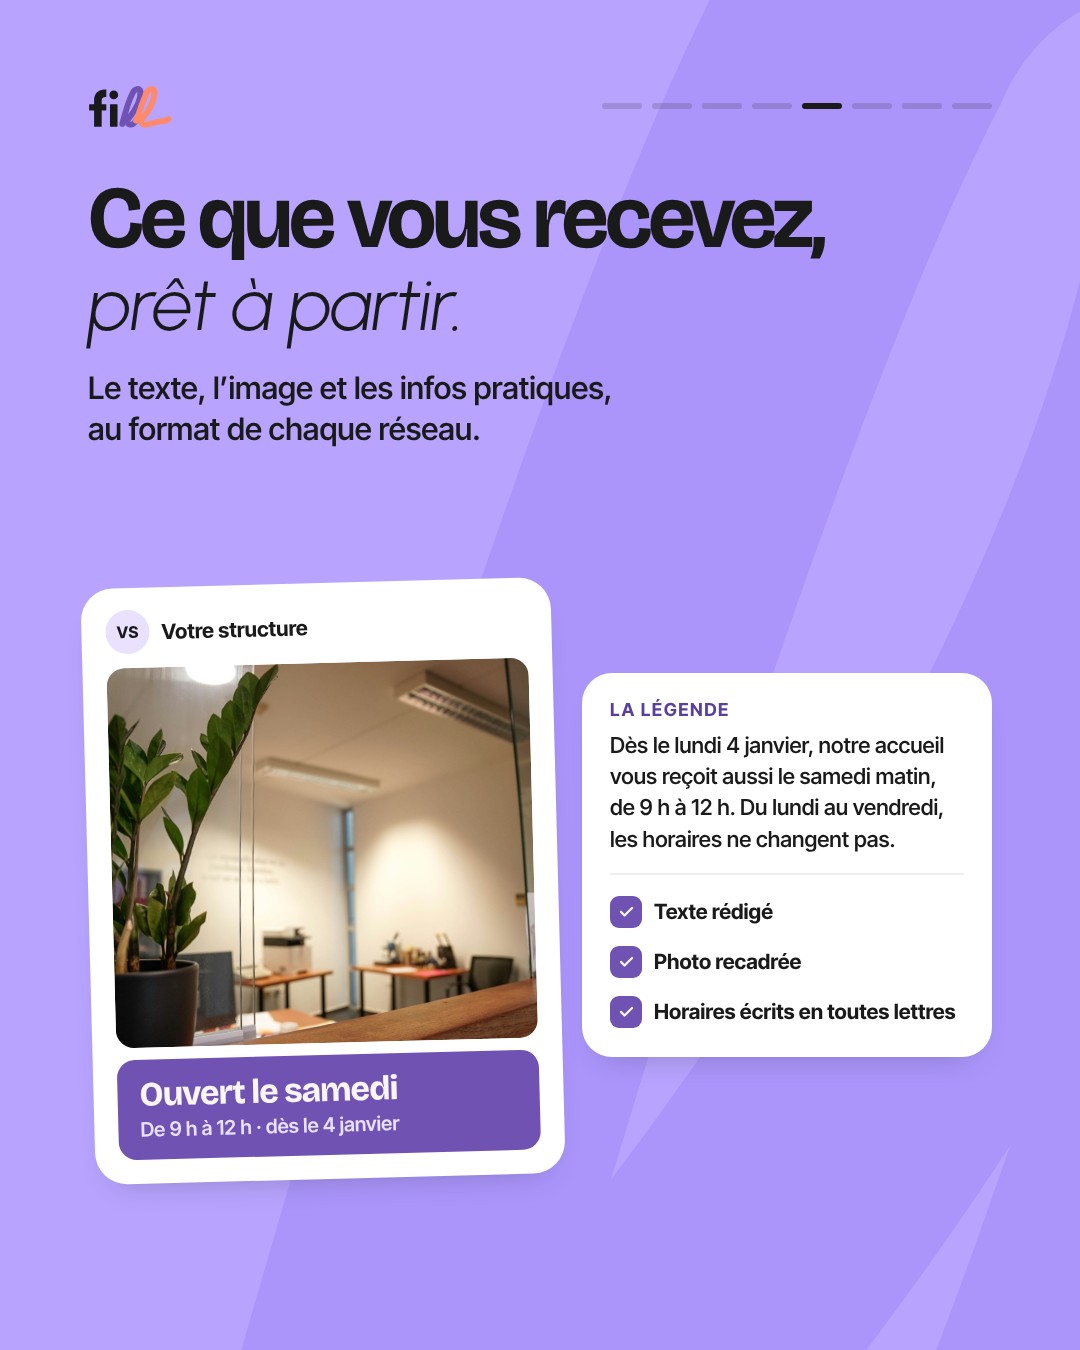 fill
Ce que vous recevez,
prêt à partir.
Le texte, l’image et les infos pratiques,
au format de chaque réseau.
VS
Votre structure
Ouvert le samedi
De 9 h à 12 h · dès le 4 janvier
LA LÉGENDE
Dès le lundi 4 janvier, notre accueil
vous reçoit aussi le samedi matin,
de 9 h à 12 h. Du lundi au vendredi,
les horaires ne changent pas.
Texte rédigé
Photo recadrée
Horaires écrits en toutes lettres